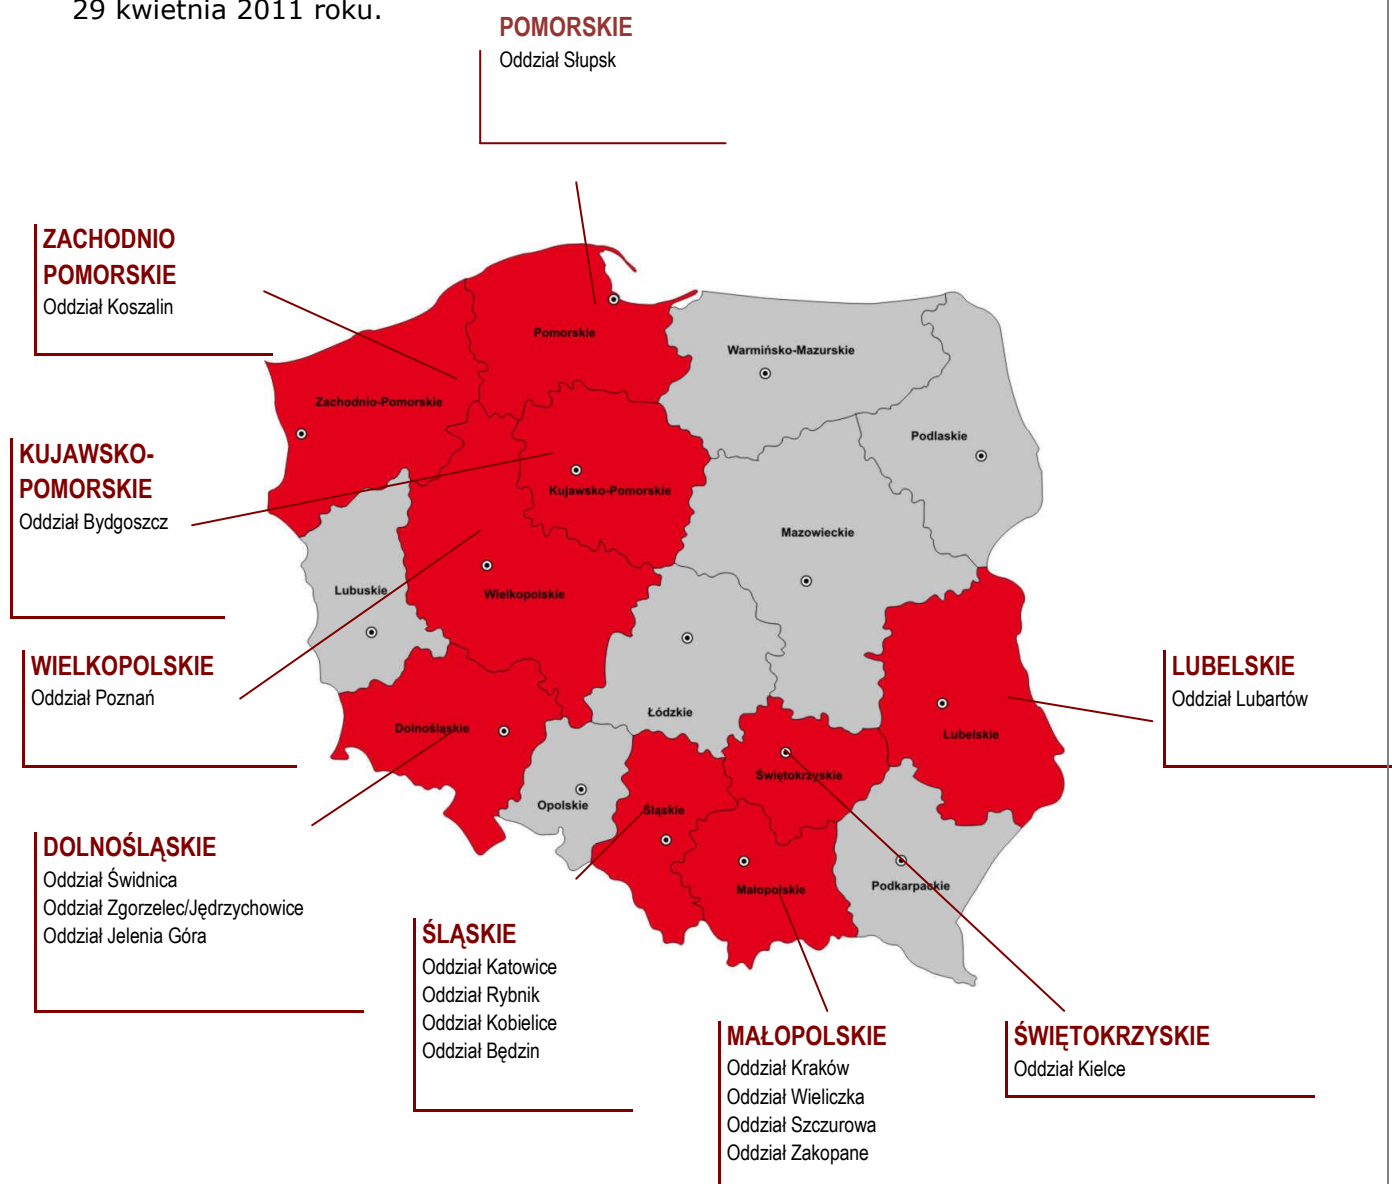 29 kwietnia 2011 roku.
POMORSKIE
Oddział Słupsk
ZACHODNIO
POMORSKIE
Oddział Koszalin
KUJAWSKO-
POMORSKIE
Oddział Bydgoszcz
WIELKOPOLSKIE
Oddział Poznań
DOLNOŚLĄSKIE
Oddział Świdnica
Oddział Zgorzelec/Jędrzychowice
Oddział Jelenia Góra
ŚLĄSKIE
Oddział Katowice
Oddział Rybnik
Oddział Kobielice
Oddział Będzin
MAŁOPOLSKIE
Oddział Kraków
Oddział Wieliczka
Oddział Szczurowa
Oddział Zakopane
ŚWIĘTOKRZYSKIE
Oddział Kielce
LUBELSKIE
Oddział Lubartów
Pomorskie
Warmińsko-Mazurskie
Zachodnio-Pomorskie
Podlaskie
Kujawsko-Pomorskie
Mazowieckie
Lubuskie
Wielkopolskie
Łódzkie
Dolnośląskie
Lubelskie
Opolskie
Śląskie
Świętokrzyskie
Małopolskie
Podkarpackie